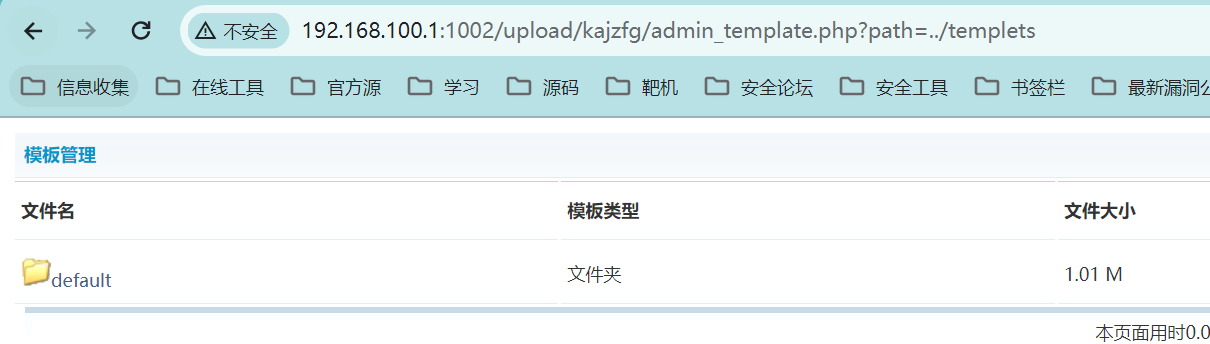 不安全 192.168.100.1:1002/upload/kajzfg/admin_template.php?path=../templets
信息收集 在线工具 官方源 学习 源码 靶机 安全论坛 安全工具 书签栏 最新漏洞公
模板管理
文件名 模板类型 文件大小
default 文件夹 1.01 M
本页面用时0.0